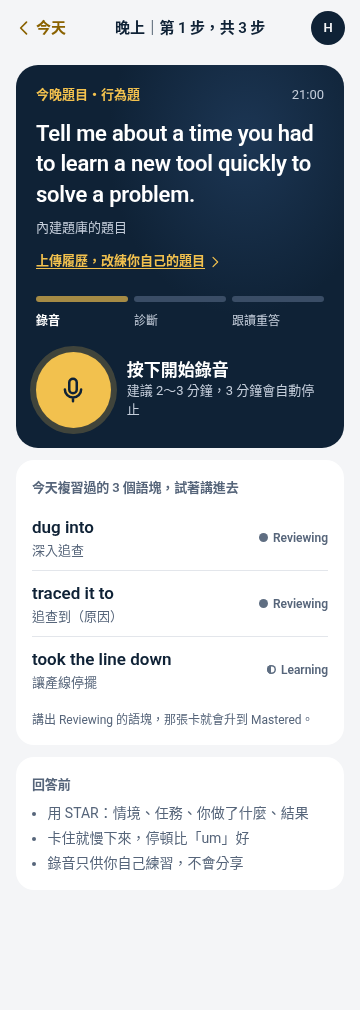 今天
晚上｜第 1 步，共 3 步
H
今晚題目・行為題
21:00
Tell me about a time you had
to learn a new tool quickly to
solve a problem.
內建題庫的題目
上傳履歷，改練你自己的題目
錄音
診斷
跟讀重答
按下開始錄音
建議 2～3 分鐘，3 分鐘會自動停
止
今天複習過的 3 個語塊，試著講進去
dug into
深入追查
Reviewing
traced it to
追查到（原因）
Reviewing
took the line down
讓產線停擺
Learning
講出 Reviewing 的語塊，那張卡就會升到 Mastered。
回答前
• 用 STAR：情境、任務、你做了什麼、結果
• 卡住就慢下來，停頓比「um」好
• 錄音只供你自己練習，不會分享